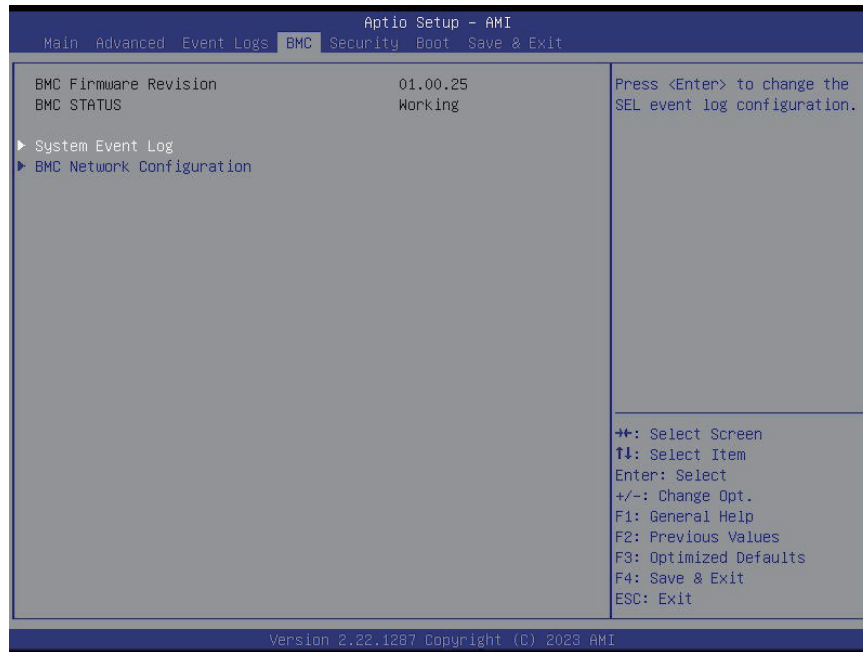 Aptio Setup - AMI
Main Advanced Event Logs BMC Security Boot Save & Exit
BMC Firmware Revision 01.00.25
BMC STATUS Working
System Event Log
BMC Network Configuration
Press <Enter> to change the
SEL event log configuration.
→←: Select Screen
↑↓: Select Item
Enter: Select
+/-: Change Opt.
F1: General Help
F2: Previous Values
F3: Optimized Defaults
F4: Save & Exit
ESC: Exit
Version 2.22.1287 Copyright (C) 2023 AMI